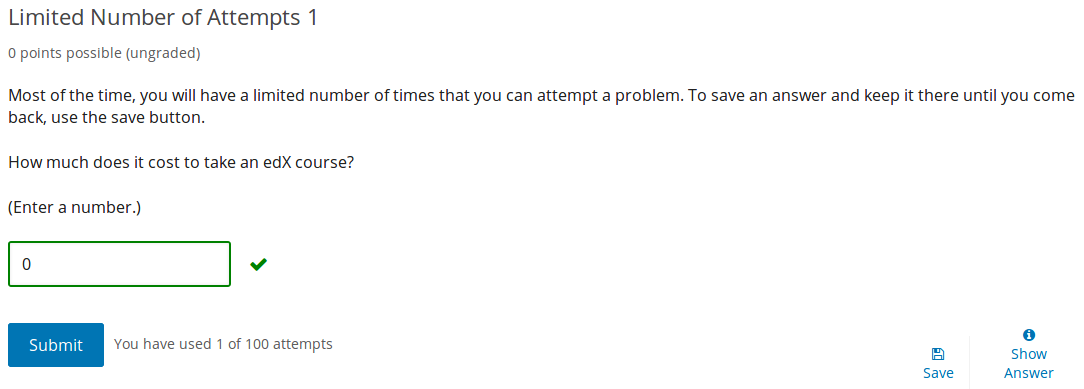 Limited Number of Attempts 1
0 points possible (ungraded)
Most of the time, you will have a limited number of times that you can attempt a problem. To save an answer and keep it there until you come
back, use the save button.
How much does it cost to take an edX course?
(Enter a number.)
0
Submit
You have used 1 of 100 attempts
Save
Show
Answer